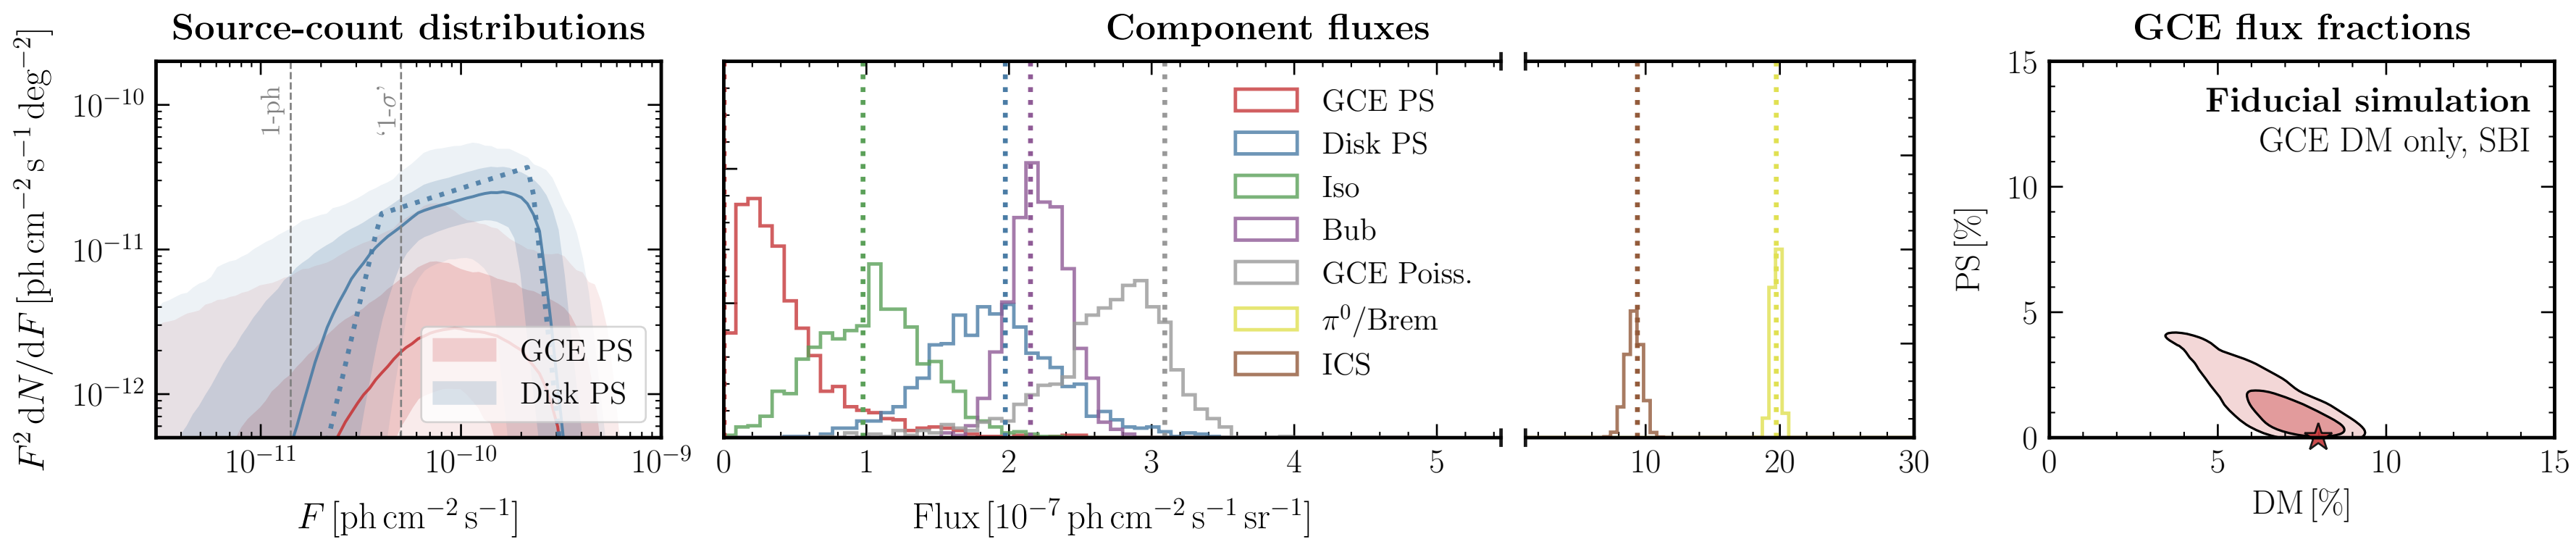 Source-count distributions
F² dN/dF [ph cm⁻² s⁻¹ deg⁻²]
10⁻¹⁰
10⁻¹¹
10⁻¹²
1-ph
‘1-σ’
GCE PS
Disk PS
10⁻¹¹ 10⁻¹⁰ 10⁻⁹
F [ph cm⁻² s⁻¹]
Component fluxes
GCE PS
Disk PS
Iso
Bub
GCE Poiss.
π⁰/Brem
ICS
0 1 2 3 4 5 10 20 30
Flux [10⁻⁷ ph cm⁻² s⁻¹ sr⁻¹]
GCE flux fractions
Fiducial simulation
GCE DM only, SBI
PS [%]
15
10
5
0
0 5 10 15
DM [%]